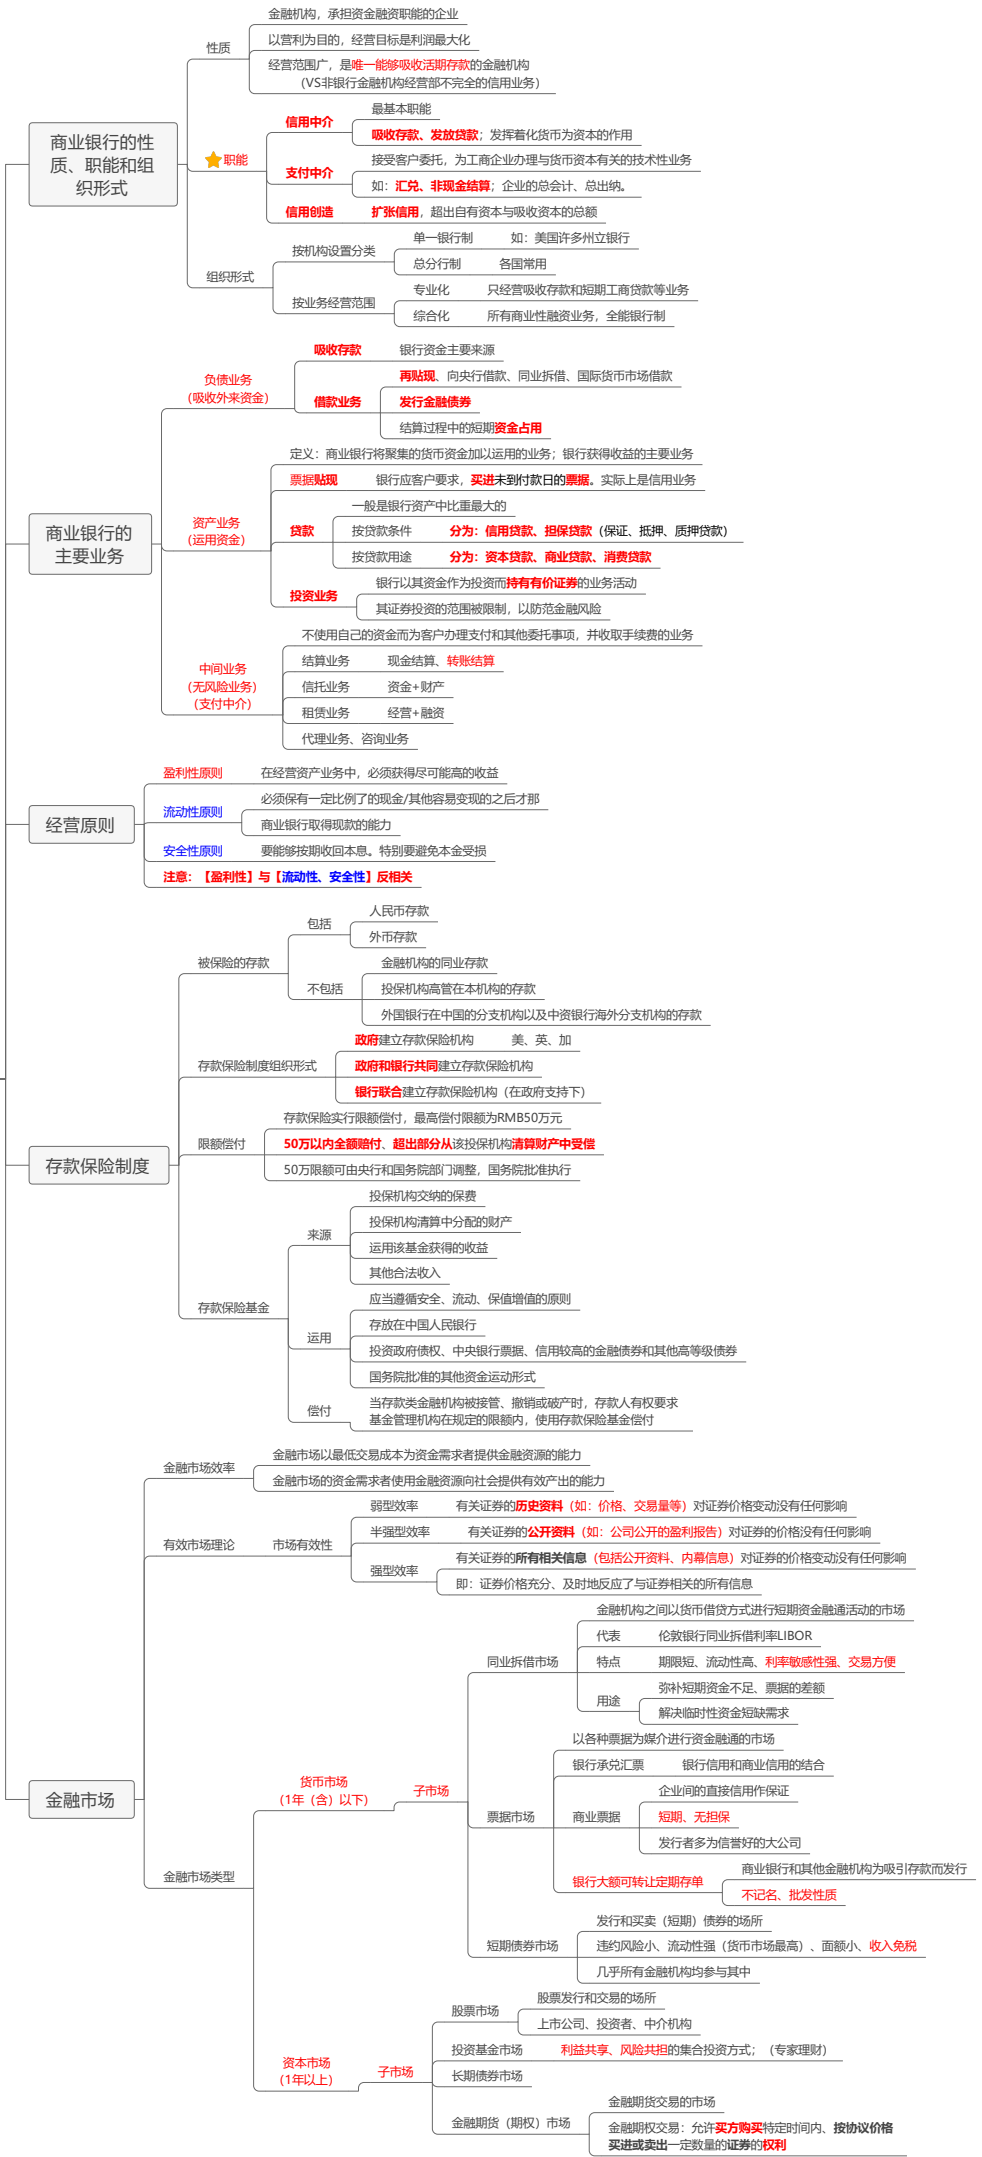 商业银行的性
质、职能和组
织形式
性质
金融机构，承担资金融资职能的企业
以营利为目的，经营目标是利润最大化
经营范围广，是唯一能够吸收活期存款的金融机构
（VS非银行金融机构经营部不完全的信用业务）
职能
信用中介
最基本职能
吸收存款、发放贷款；发挥着化货币为资本的作用
支付中介
接受客户委托，为工商企业办理与货币资本有关的技术性业务
如：汇兑、非现金结算；企业的总会计、总出纳。
信用创造 扩张信用，超出自有资本与吸收资本的总额
组织形式
按机构设置分类
单一银行制 如：美国许多州立银行
总分行制 各国常用
按业务经营范围
专业化 只经营吸收存款和短期工商贷款等业务
综合化 所有商业性融资业务，全能银行制
商业银行的
主要业务
负债业务
（吸收外来资金）
吸收存款 银行资金主要来源
借款业务
再贴现、向央行借款、同业拆借、国际货币市场借款
发行金融债券
结算过程中的短期资金占用
资产业务
（运用资金）
定义：商业银行将聚集的货币资金加以运用的业务；银行获得收益的主要业务
票据贴现 银行应客户要求，买进未到付款日的票据。实际上是信用业务
贷款
一般是银行资产中比重最大的
按贷款条件 分为：信用贷款、担保贷款（保证、抵押、质押贷款）
按贷款用途 分为：资本贷款、商业贷款、消费贷款
投资业务
银行以其资金作为投资而持有有价证券的业务活动
其证券投资的范围被限制，以防范金融风险
中间业务
（无风险业务）
（支付中介）
不使用自己的资金而为客户办理支付和其他委托事项，并收取手续费的业务
结算业务 现金结算、转账结算
信托业务 资金+财产
租赁业务 经营+融资
代理业务、咨询业务
经营原则
盈利性原则 在经营资产业务中，必须获得尽可能高的收益
流动性原则
必须保有一定比例了的现金/其他容易变现的之后才那
商业银行取得现款的能力
安全性原则 要能够按期收回本息。特别要避免本金受损
注意：【盈利性】与【流动性、安全性】反相关
存款保险制度
被保险的存款
包括
人民币存款
外币存款
不包括
金融机构的同业存款
投保机构高管在本机构的存款
外国银行在中国的分支机构以及中资银行海外分支机构的存款
存款保险制度组织形式
政府建立存款保险机构 美、英、加
政府和银行共同建立存款保险机构
银行联合建立存款保险机构（在政府支持下）
限额偿付
存款保险实行限额偿付，最高偿付限额为RMB50万元
50万以内全额赔付、超出部分从该投保机构清算财产中受偿
50万限额可由央行和国务院部门调整，国务院批准执行
存款保险基金
来源
投保机构交纳的保费
投保机构清算中分配的财产
运用该基金获得的收益
其他合法收入
运用
应当遵循安全、流动、保值增值的原则
存放在中国人民银行
投资政府债权、中央银行票据、信用较高的金融债券和其他高等级债券
国务院批准的其他资金运动形式
偿付
当存款类金融机构被接管、撤销或破产时，存款人有权要求
基金管理机构在规定的限额内，使用存款保险基金偿付
金融市场
金融市场效率
金融市场以最低交易成本为资金需求者提供金融资源的能力
金融市场的资金需求者使用金融资源向社会提供有效产出的能力
有效市场理论 市场有效性
弱型效率 有关证券的历史资料（如：价格、交易量等）对证券价格变动没有任何影响
半强型效率 有关证券的公开资料（如：公司公开的盈利报告）对证券的价格没有任何影响
强型效率
有关证券的所有相关信息（包括公开资料、内幕信息）对证券的价格变动没有任何影响
即：证券价格充分、及时地反应了与证券相关的所有信息
金融市场类型
货币市场
（1年（含）以下）
子市场
同业拆借市场
金融机构之间以货币借贷方式进行短期资金融通活动的市场
代表 伦敦银行同业拆借利率LIBOR
特点 期限短、流动性高、利率敏感性强、交易方便
用途
弥补短期资金不足、票据的差额
解决临时性资金短缺需求
票据市场
以各种票据为媒介进行资金融通的市场
银行承兑汇票 银行信用和商业信用的结合
商业票据
企业间的直接信用作保证
短期、无担保
发行者多为信誉好的大公司
银行大额可转让定期存单
商业银行和其他金融机构为吸引存款而发行
不记名、批发性质
短期债券市场
发行和买卖（短期）债券的场所
违约风险小、流动性强（货币市场最高）、面额小、收入免税
几乎所有金融机构均参与其中
资本市场
（1年以上）
子市场
股票市场
股票发行和交易的场所
上市公司、投资者、中介机构
投资基金市场 利益共享、风险共担的集合投资方式；（专家理财）
长期债券市场
金融期货（期权）市场
金融期货交易的市场
金融期权交易：允许买方购买特定时间内、按协议价格
买进或卖出一定数量的证券的权利